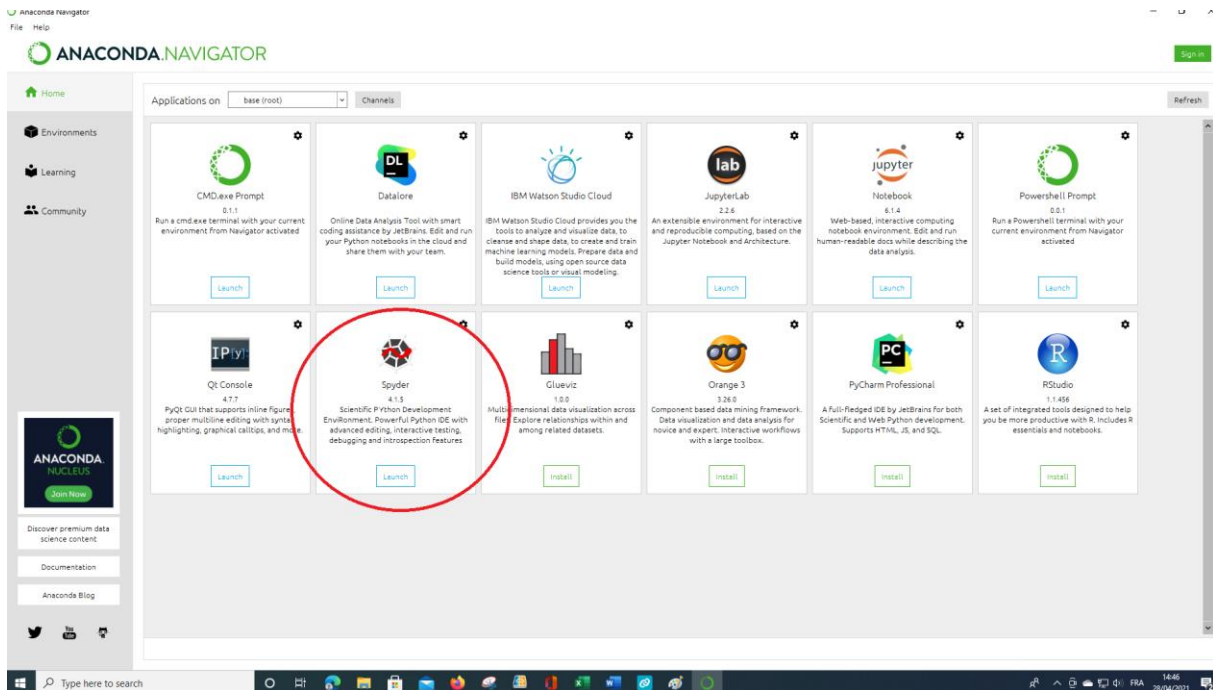 Anaconda Navigator
File Help
ANACONDA.NAVIGATOR
Sign in
Home
Environments
Learning
Community
Applications on base (root) Channels Refresh
CMD.exe Prompt
0.1.1
Run a cmd.exe terminal with your current
environment from Navigator activated
Launch
DL
Datalore
Online Data Analysis Tool with smart
coding assistance by JetBrains. Edit and run
your Python notebooks in the cloud and
share them with your team.
Launch
IBM Watson Studio Cloud
IBM Watson Studio Cloud provides you the
tools to analyze and visualize data, to
cleanse and shape data, to create and train
machine learning models. Prepare data and
build models, using open source data
science tools or visual modeling.
Launch
lab
JupyterLab
2.2.6
An extensible environment for interactive
and reproducible computing, based on the
Jupyter Notebook and Architecture.
Launch
jupyter
Notebook
6.1.4
Web-based, interactive computing
notebook environment. Edit and run
human-readable docs while describing the
data analysis.
Launch
Powershell Prompt
0.0.1
Run a Powershell terminal with your
current environment from Navigator
activated
Launch
IP[y]:
Qt Console
4.7.7
PyQt GUI that supports inline figures,
proper multiline editing with syntax
highlighting, graphical calltips, and more.
Launch
Spyder
4.1.5
Scientific PYthon Development
EnviRonment. Powerful Python IDE with
advanced editing, interactive testing,
debugging and introspection features
Launch
Glueviz
1.0.0
Multidimensional data visualization across
files. Explore relationships within and
among related datasets.
Install
Orange 3
3.26.0
Component based data mining framework.
Data visualization and data analysis for
novice and expert. Interactive workflows
with a large toolbox.
Install
PC
PyCharm Professional
A full-fledged IDE by JetBrains for both
Scientific and Web Python development.
Supports HTML, JS, and SQL.
Install
R
RStudio
1.1.456
A set of integrated tools designed to help
you be more productive with R. Includes R
essentials and notebooks.
Install
ANACONDA.
NUCLEUS
Join Now
Discover premium data
science content
Documentation
Anaconda Blog
You
Tube
Type here to search
FRA
14:46
28/04/2021